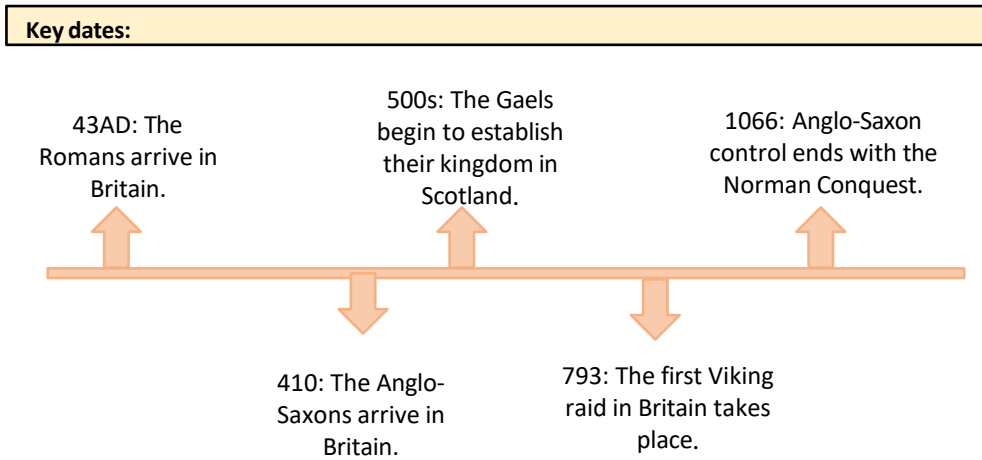 Key dates:
43AD: The
Romans arrive in
Britain.
500s: The Gaels
begin to establish
their kingdom in
Scotland.
1066: Anglo-Saxon
control ends with the
Norman Conquest.
410: The Anglo-
Saxons arrive in
Britain.
793: The first Viking
raid in Britain takes
place.